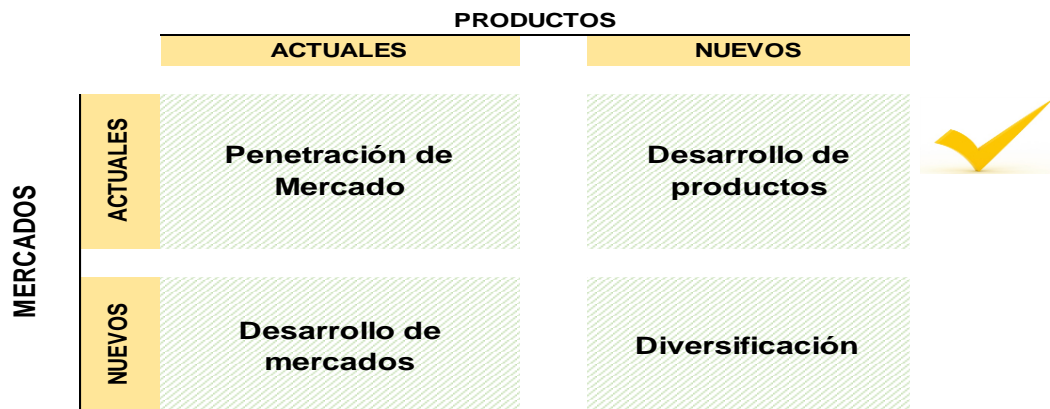 PRODUCTOS
ACTUALES
NUEVOS
MERCADOS
ACTUALES
Penetración de
Mercado
Desarrollo de
productos
NUEVOS
Desarrollo de
mercados
Diversificación